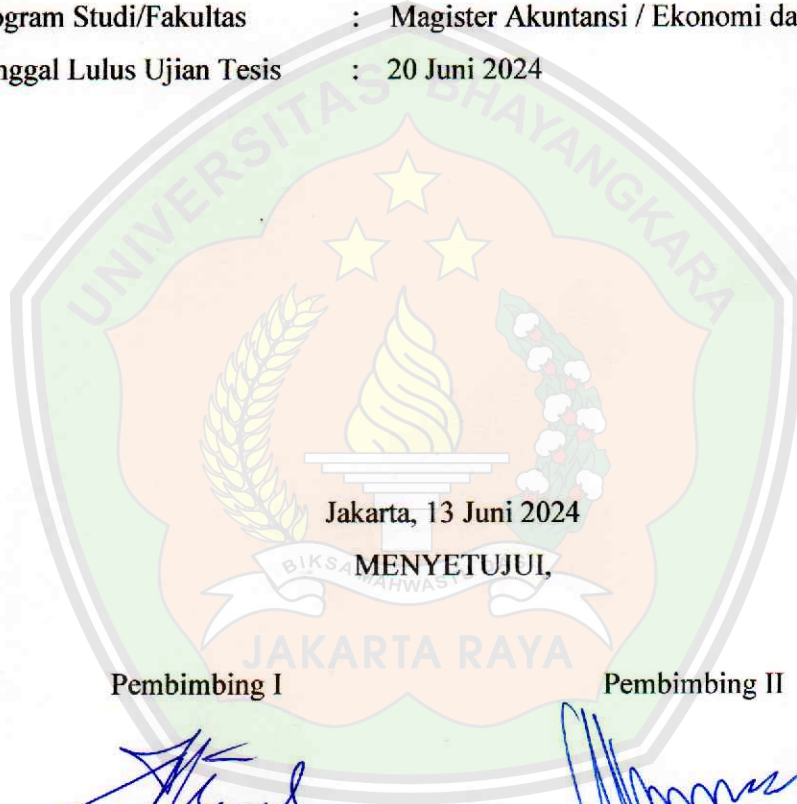 ogram Studi/Fakultas : Magister Akuntansi / Ekonomi da
nggal Lulus Ujian Tesis : 20 Juni 2024
UNIVERSITAS BHAYANGKARA
Jakarta, 13 Juni 2024
MENYETUJUI,
JAKARTA RAYA
Pembimbing I Pembimbing II